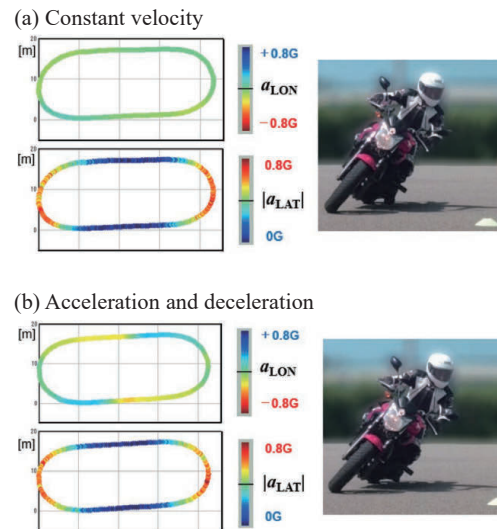 (a) Constant velocity
20
[m]
10
0
+0.8G
aLON
−0.8G
20
[m]
10
0
0.8G
|aLAT|
0G
(b) Acceleration and deceleration
20
[m]
10
0
+0.8G
aLON
−0.8G
20
[m]
10
0
0.8G
|aLAT|
0G